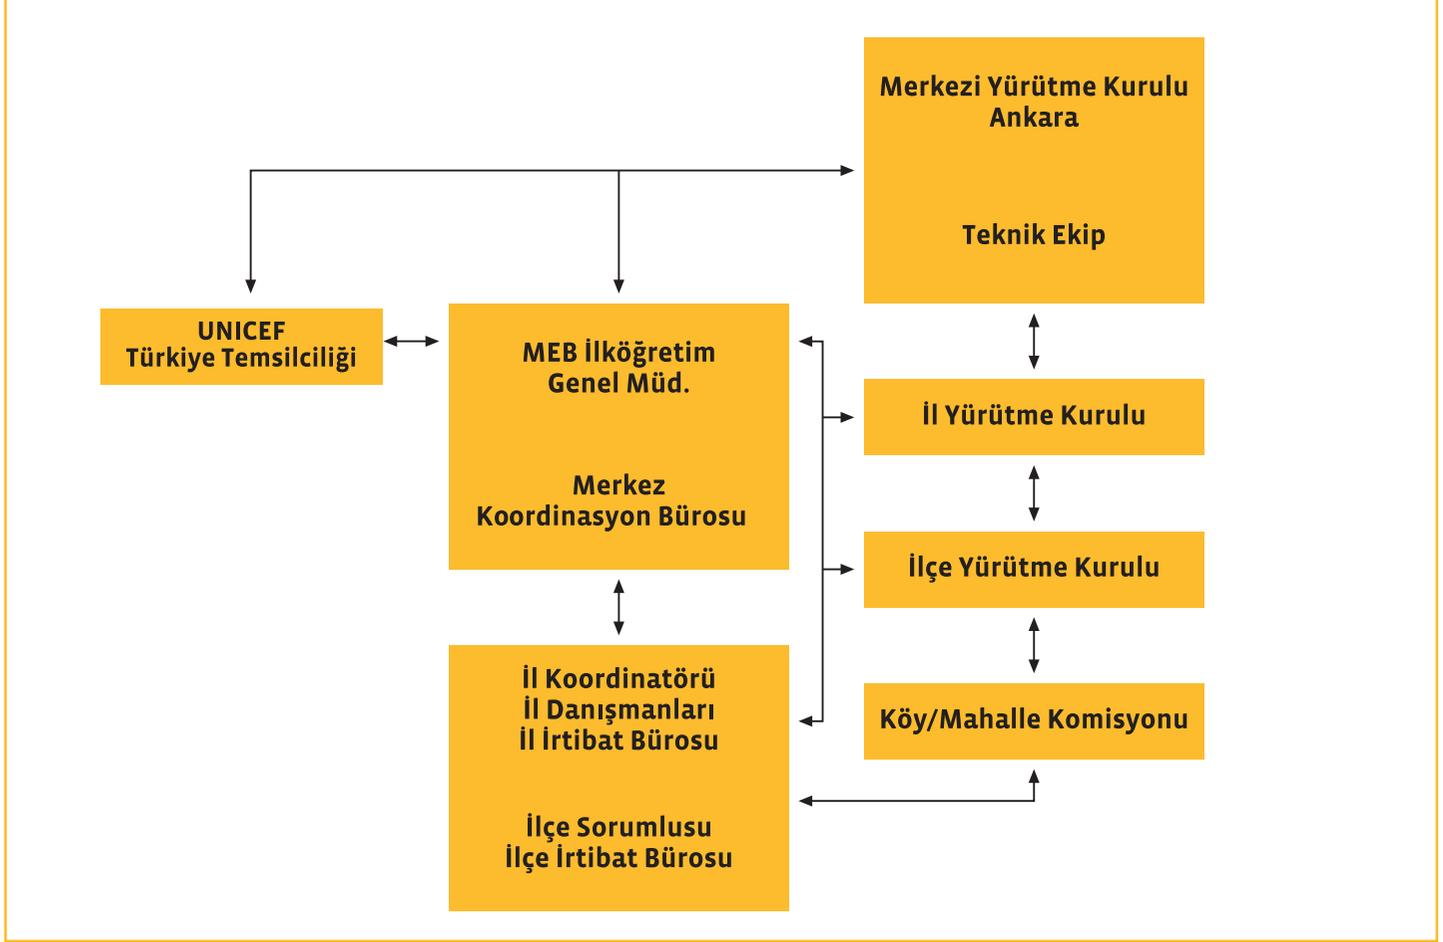 Merkezi Yürütme Kurulu
Ankara
Teknik Ekip
UNICEF
Türkiye Temsilciliği
MEB İlköğretim
Genel Müd.
Merkez
Koordinasyon Bürosu
İl Yürütme Kurulu
İlçe Yürütme Kurulu
Köy/Mahalle Komisyonu
İl Koordinatörü
İl Danışmanları
İl İrtibat Bürosu
İlçe Sorumlusu
İlçe İrtibat Bürosu